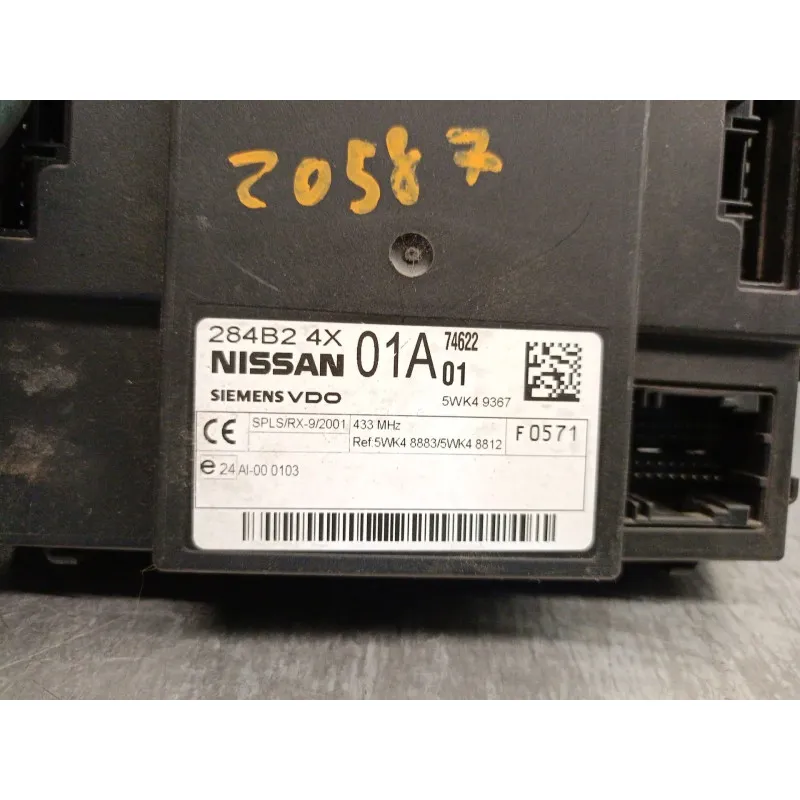 20587
284B2 4X 01A 74622
NISSAN 01
SIEMENS VDO 5WK4 9367
CE SPLS/RX-9/2001 433 MHz F 0571
Ref.5WK4 8883/5WK4 8812
e 24 AI-00 0103